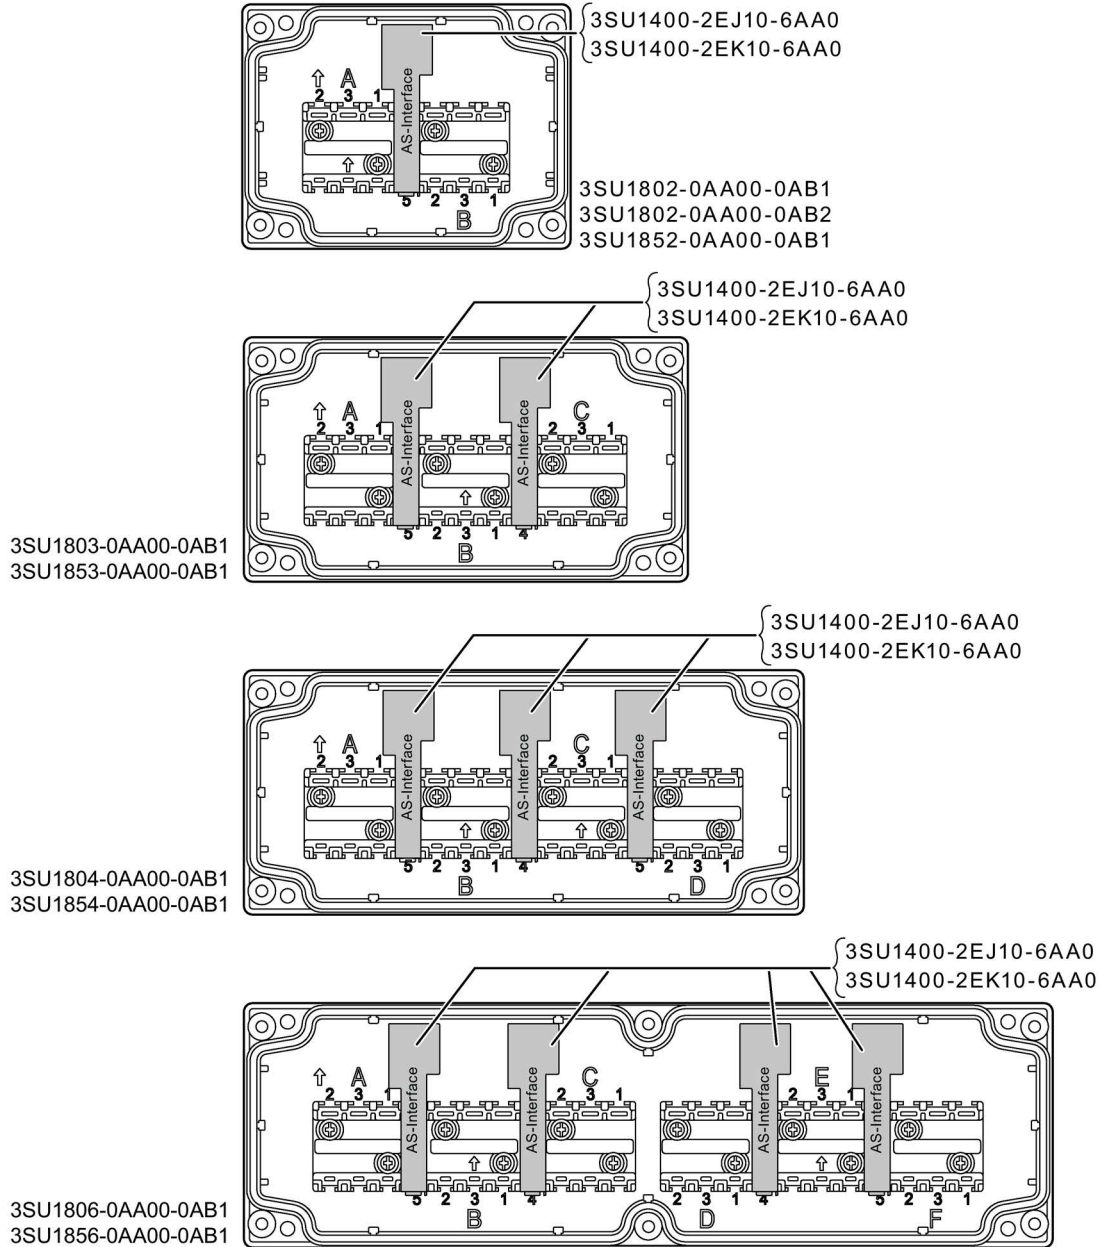 3SU1400-2EJ10-6AA0
3SU1400-2EK10-6AA0
A
2 3 1
AS-Interface
5 2 3 1
B
3SU1802-0AA00-0AB1
3SU1802-0AA00-0AB2
3SU1852-0AA00-0AB1
3SU1400-2EJ10-6AA0
3SU1400-2EK10-6AA0
A C
2 3 1 2 3 1
AS-Interface AS-Interface
5 2 3 1 4
B
3SU1803-0AA00-0AB1
3SU1853-0AA00-0AB1
3SU1400-2EJ10-6AA0
3SU1400-2EK10-6AA0
A C
2 3 1 2 3 1
AS-Interface AS-Interface AS-Interface
5 2 3 1 4 5 2 3 1
B D
3SU1804-0AA00-0AB1
3SU1854-0AA00-0AB1
3SU1400-2EJ10-6AA0
3SU1400-2EK10-6AA0
A C E
2 3 1 2 3 1 2 3 1
AS-Interface AS-Interface AS-Interface AS-Interface
5 2 3 1 4 2 3 1 4 5 2 3 1
B D F
3SU1806-0AA00-0AB1
3SU1856-0AA00-0AB1